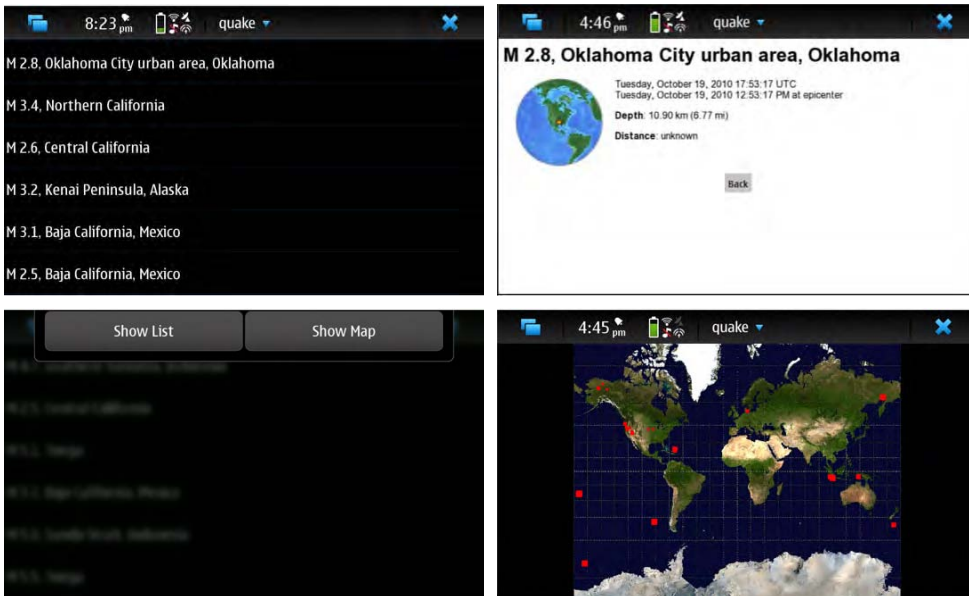 8:23 pm quake
M 2.8, Oklahoma City urban area, Oklahoma
M 3.4, Northern California
M 2.6, Central California
M 3.2, Kenai Peninsula, Alaska
M 3.1, Baja California, Mexico
M 2.5, Baja California, Mexico
4:46 pm quake
M 2.8, Oklahoma City urban area, Oklahoma
Tuesday, October 19, 2010 17:53:17 UTC
Tuesday, October 19, 2010 12:53:17 PM at epicenter
Depth: 10.90 km (6.77 mi)
Distance: unknown
Back
Show List Show Map
4:45 pm quake